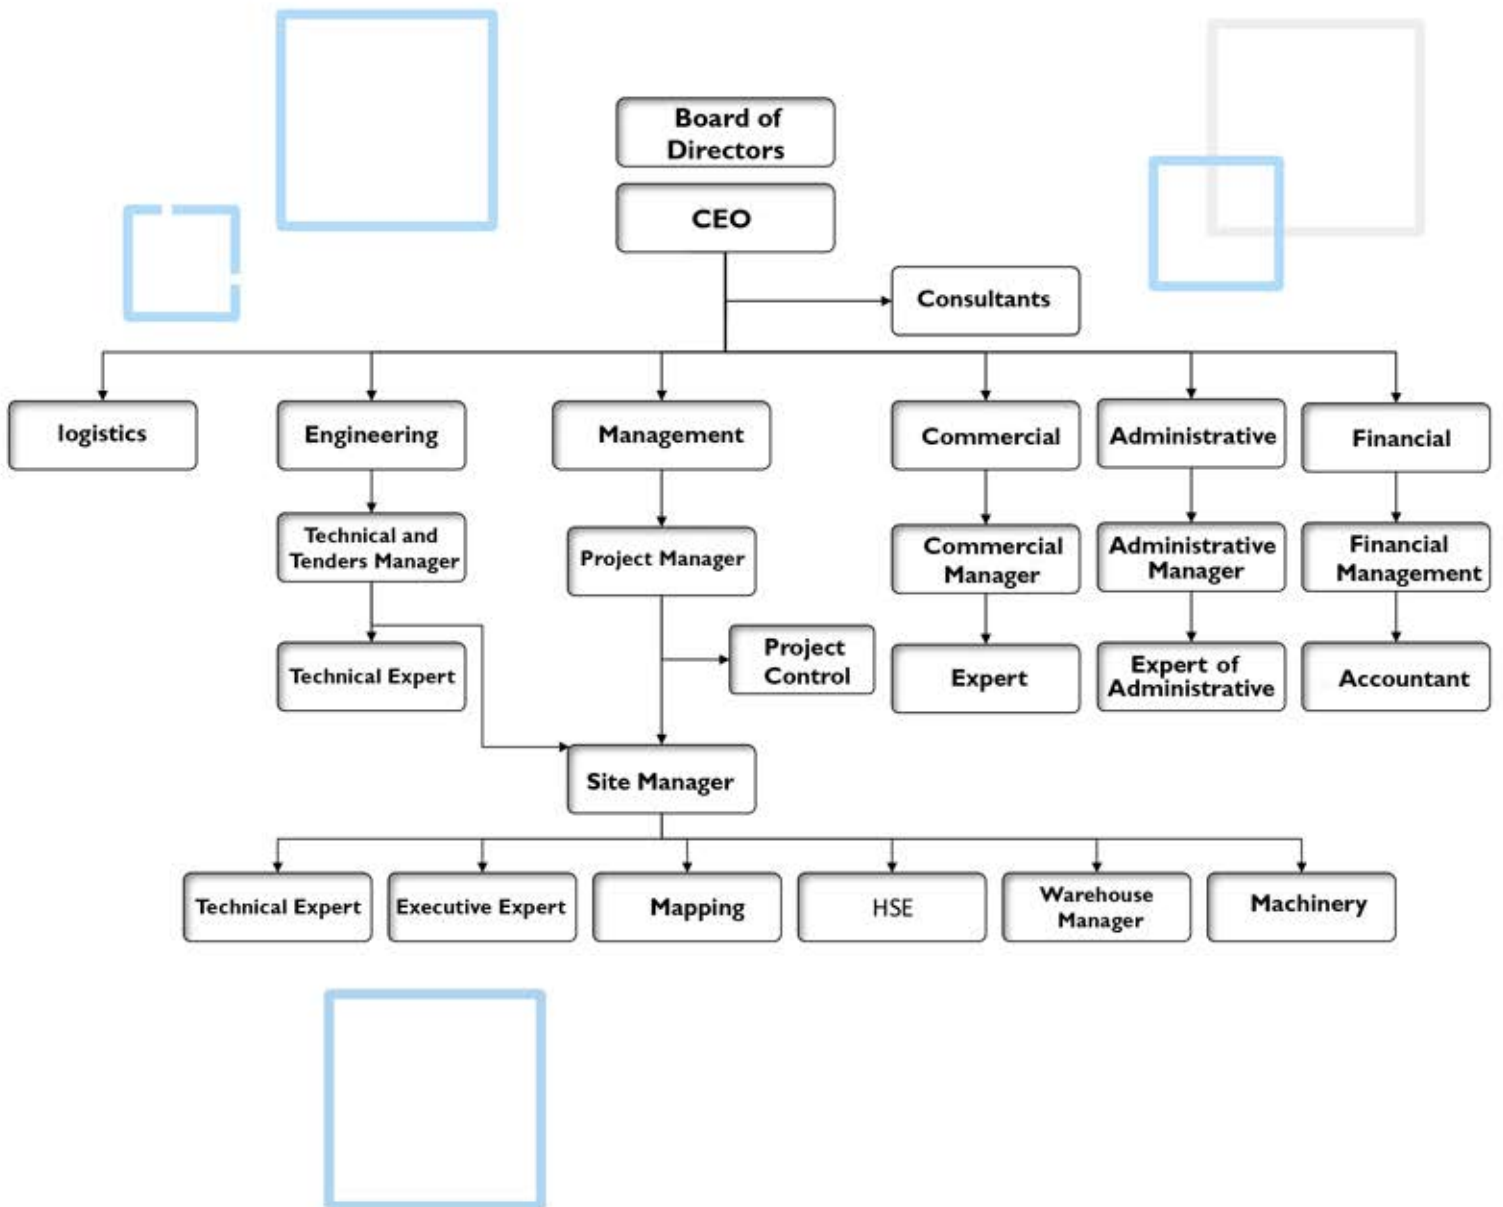 Board of
Directors
CEO
Consultants
logistics
Engineering
Management
Commercial
Administrative
Financial
Technical and
Tenders Manager
Project Manager
Commercial
Manager
Administrative
Manager
Financial
Management
Technical Expert
Project
Control
Expert
Expert of
Administrative
Accountant
Site Manager
Technical Expert
Executive Expert
Mapping
HSE
Warehouse
Manager
Machinery